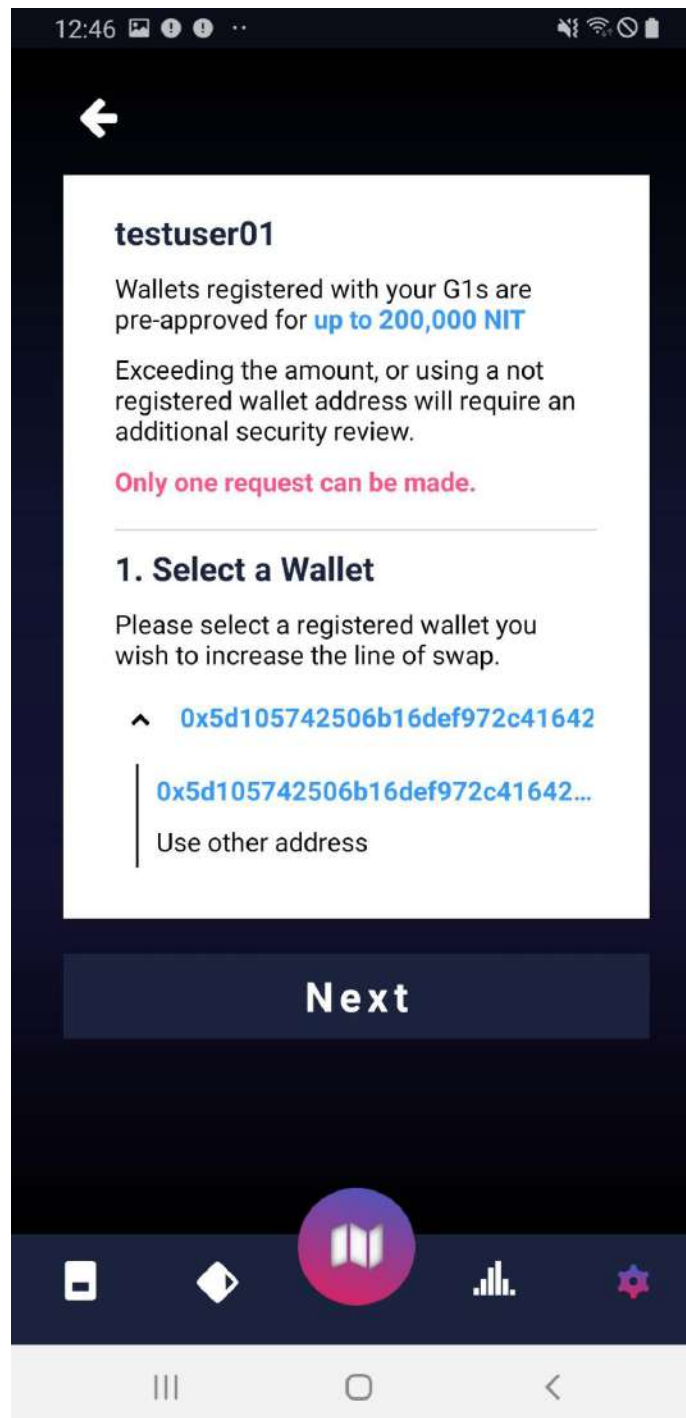 12:46
testuser01
Wallets registered with your G1s are
pre-approved for up to 200,000 NIT
Exceeding the amount, or using a not
registered wallet address will require an
additional security review.
Only one request can be made.
1. Select a Wallet
Please select a registered wallet you
wish to increase the line of swap.
0x5d105742506b16def972c41642
0x5d105742506b16def972c41642...
Use other address
Next